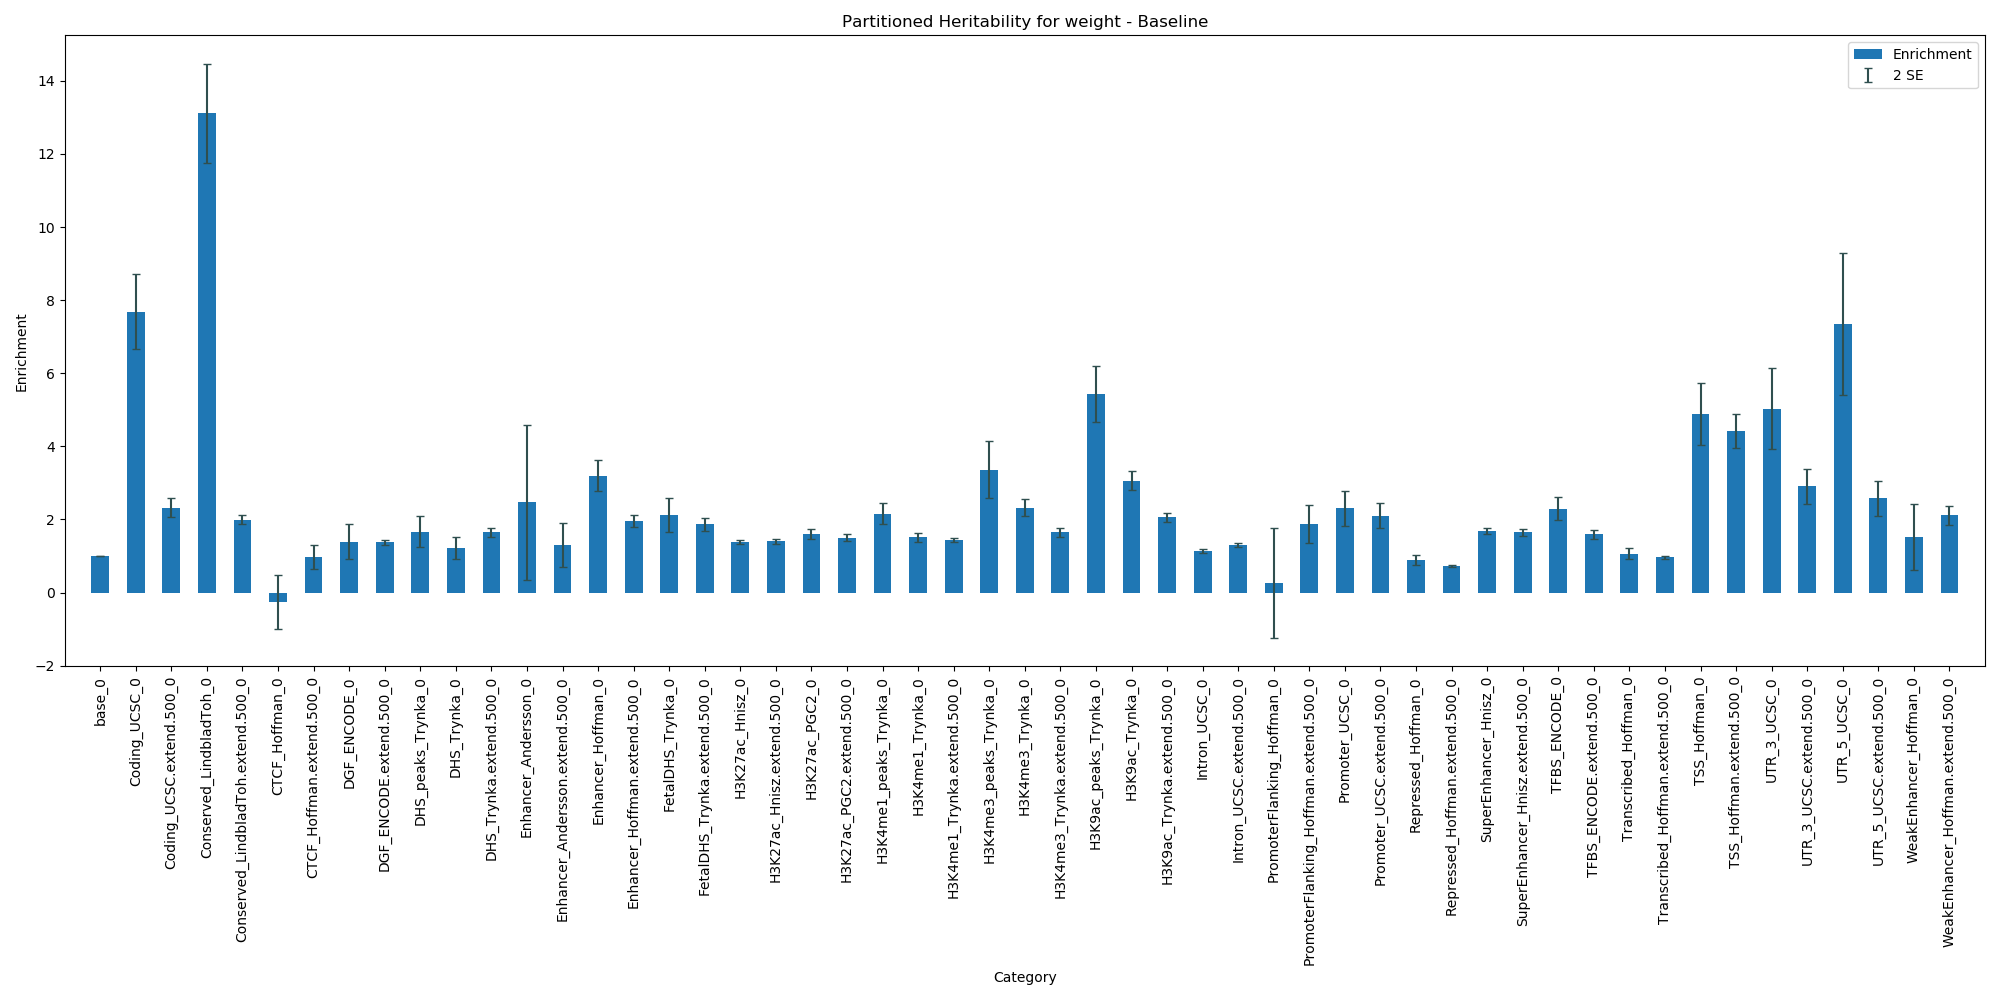 Partitioned Heritability for weight - Baseline
Enrichment
2 SE
14
12
10
8
6
4
2
0
−2
Enrichment
base_0
Coding_UCSC_0
Coding_UCSC.extend.500_0
Conserved_LindbladToh_0
Conserved_LindbladToh.extend.500_0
CTCF_Hoffman_0
CTCF_Hoffman.extend.500_0
DGF_ENCODE_0
DGF_ENCODE.extend.500_0
DHS_peaks_Trynka_0
DHS_Trynka_0
DHS_Trynka.extend.500_0
Enhancer_Andersson_0
Enhancer_Andersson.extend.500_0
Enhancer_Hoffman_0
Enhancer_Hoffman.extend.500_0
FetalDHS_Trynka_0
FetalDHS_Trynka.extend.500_0
H3K27ac_Hnisz_0
H3K27ac_Hnisz.extend.500_0
H3K27ac_PGC2_0
H3K27ac_PGC2.extend.500_0
H3K4me1_peaks_Trynka_0
H3K4me1_Trynka_0
H3K4me1_Trynka.extend.500_0
H3K4me3_peaks_Trynka_0
H3K4me3_Trynka_0
H3K4me3_Trynka.extend.500_0
H3K9ac_peaks_Trynka_0
H3K9ac_Trynka_0
H3K9ac_Trynka.extend.500_0
Intron_UCSC_0
Intron_UCSC.extend.500_0
PromoterFlanking_Hoffman_0
PromoterFlanking_Hoffman.extend.500_0
Promoter_UCSC_0
Promoter_UCSC.extend.500_0
Repressed_Hoffman_0
Repressed_Hoffman.extend.500_0
SuperEnhancer_Hnisz_0
SuperEnhancer_Hnisz.extend.500_0
TFBS_ENCODE_0
TFBS_ENCODE.extend.500_0
Transcribed_Hoffman_0
Transcribed_Hoffman.extend.500_0
TSS_Hoffman_0
TSS_Hoffman.extend.500_0
UTR_3_UCSC_0
UTR_3_UCSC.extend.500_0
UTR_5_UCSC_0
UTR_5_UCSC.extend.500_0
WeakEnhancer_Hoffman_0
WeakEnhancer_Hoffman.extend.500_0
Category